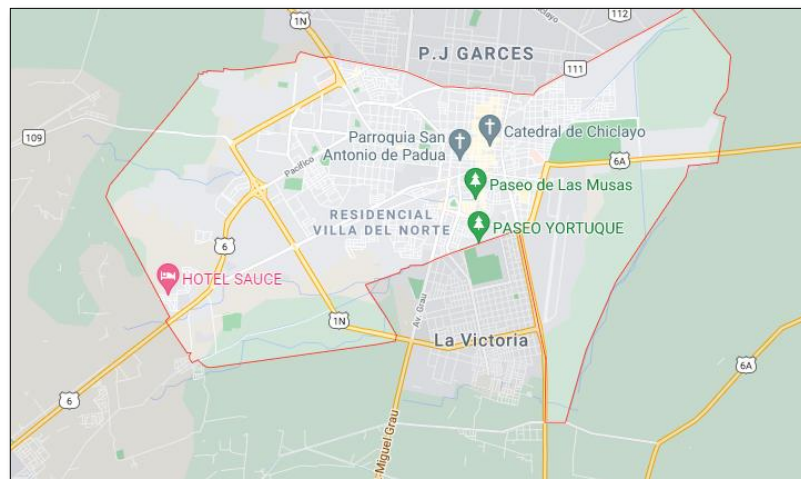 112
1N
Chiclayo
P.J GARCES
111
109
Parroquia San
Antonio de Padua
Catedral de Chiclayo
6A
Pacifico
Paseo de Las Musas
RESIDENCIAL
VILLA DEL NORTE
PASEO YORTUQUE
6
HOTEL SAUCE
Av. Grau
1N
La Victoria
6A
6
Miguel Grau